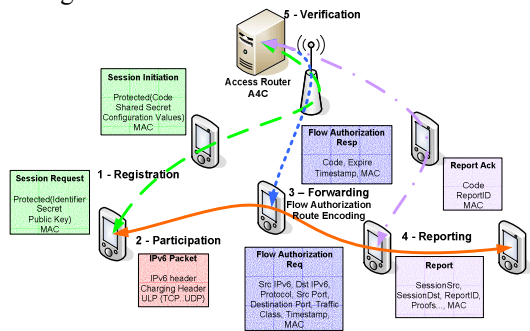 5 - Verification
Access Router
A4C
Session Initiation
Protected(Code
Shared Secret
Configuration Values)
MAC
Flow Authorization
Resp
Code, Expire
Timestamp, MAC
Report Ack
Code
ReportID
MAC
1 - Registration
Session Request
Protected(Identifier
Secret
Public Key)
MAC
3 – Forwarding
Flow Authorization
Route Encoding
2 - Participation
4 - Reporting
IPv6 Packet
IPv6 header
Charging Header
ULP (TCP..UDP)
Flow Authorization
Req
Src IPv6, Dst IPv6,
Protocol, Src Port,
Destination Port, Traffic
Class, Timestamp,
MAC
Report
SessionSrc,
SessionDst, ReportID,
Proofs..., MAC